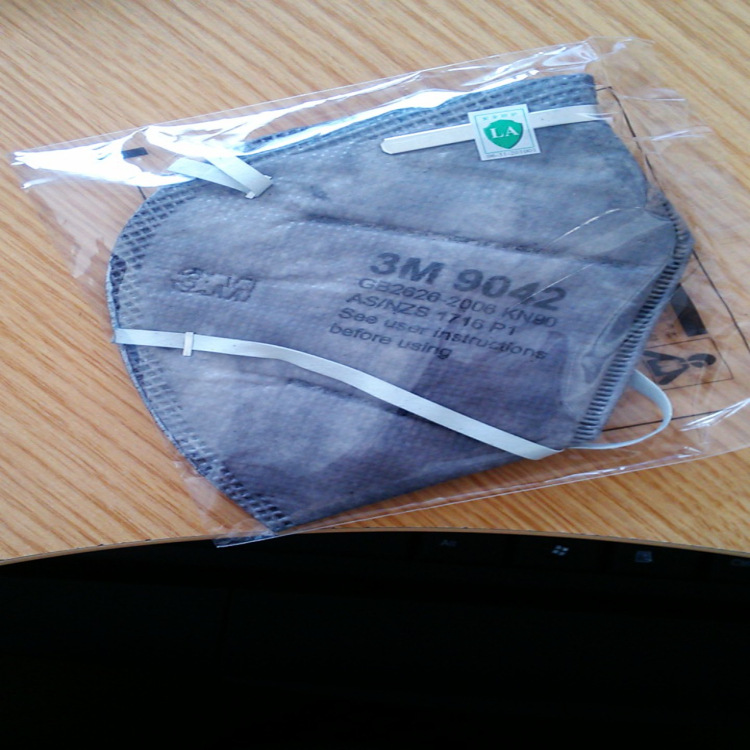 LA
3M
3M 9042
GB2626-2006 KN90
AS/NZS 1716 P1
See user instructions
before using